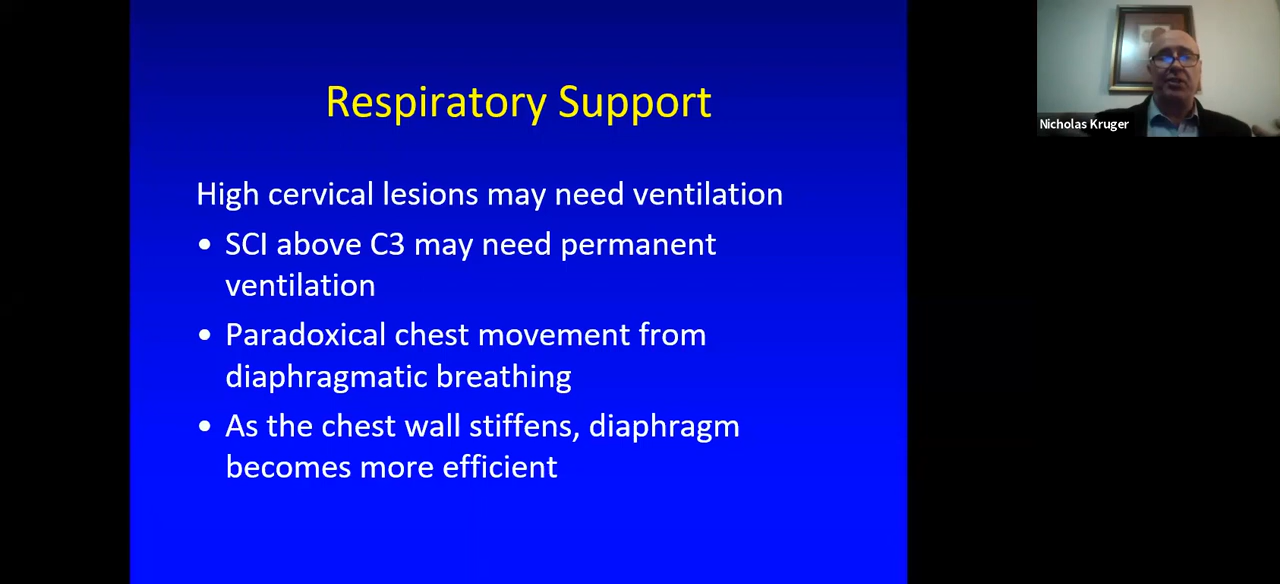 Respiratory Support
High cervical lesions may need ventilation
• SCI above C3 may need permanent
ventilation
• Paradoxical chest movement from
diaphragmatic breathing
• As the chest wall stiffens, diaphragm
becomes more efficient
Nicholas Kruger